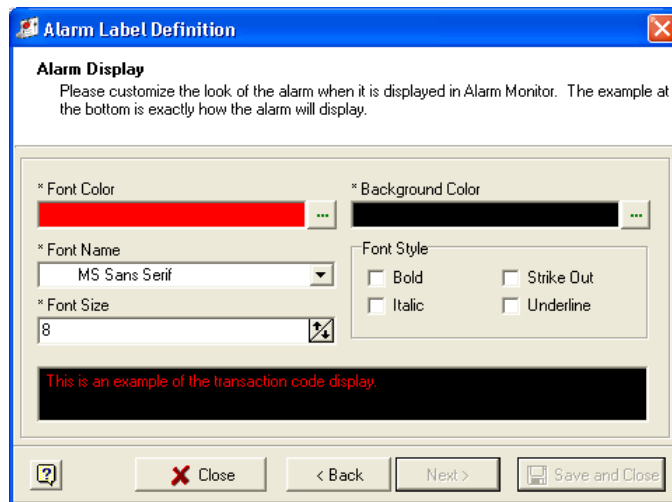 Alarm Label Definition
Alarm Display
Please customize the look of the alarm when it is displayed in Alarm Monitor.  The example at
the bottom is exactly how the alarm will display.
* Font Color
* Background Color
* Font Name
MS Sans Serif
* Font Size
8
Font Style
Bold
Strike Out
Italic
Underline
This is an example of the transaction code display.
Close
< Back
Next >
Save and Close